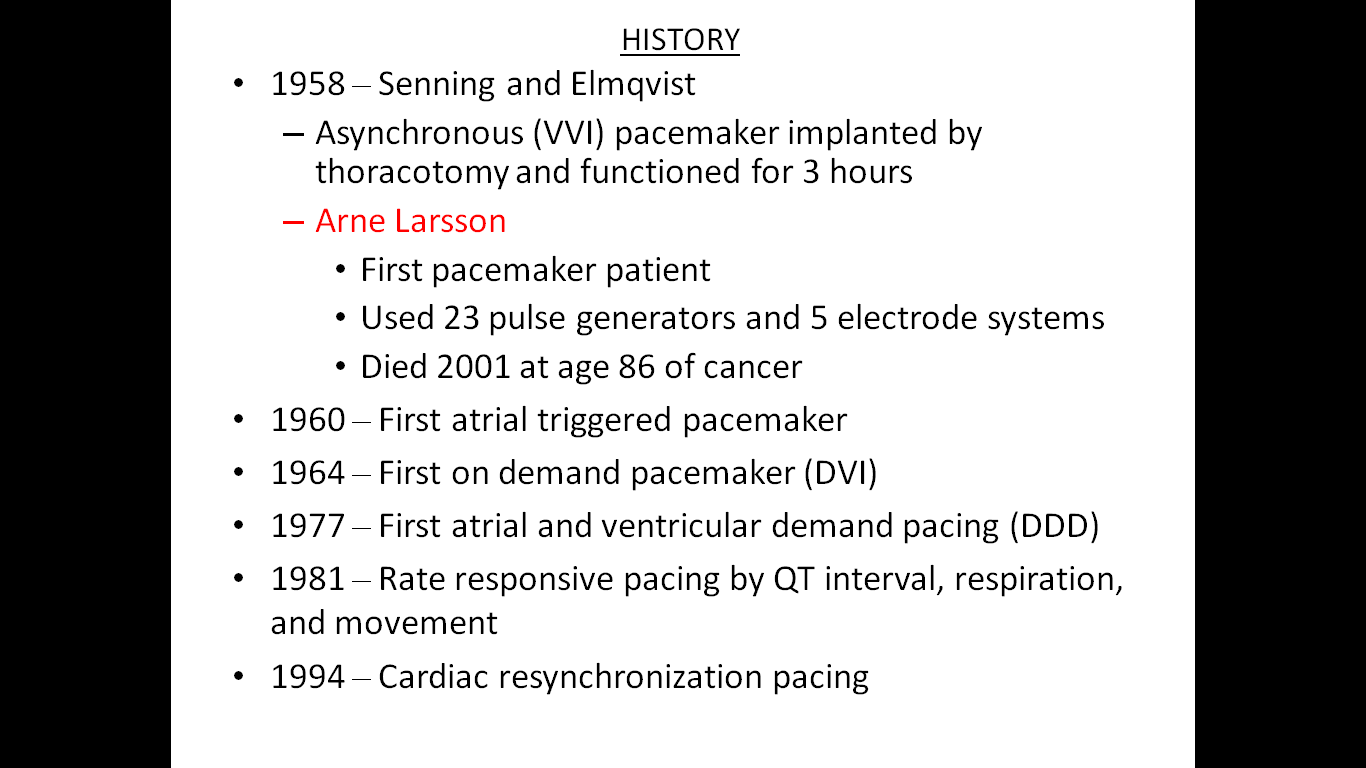 HISTORY
• 1958 – Senning and Elmqvist
– Asynchronous (VVI) pacemaker implanted by
thoracotomy and functioned for 3 hours
– Arne Larsson
• First pacemaker patient
• Used 23 pulse generators and 5 electrode systems
• Died 2001 at age 86 of cancer
• 1960 – First atrial triggered pacemaker
• 1964 – First on demand pacemaker (DVI)
• 1977 – First atrial and ventricular demand pacing (DDD)
• 1981 – Rate responsive pacing by QT interval, respiration,
and movement
• 1994 – Cardiac resynchronization pacing